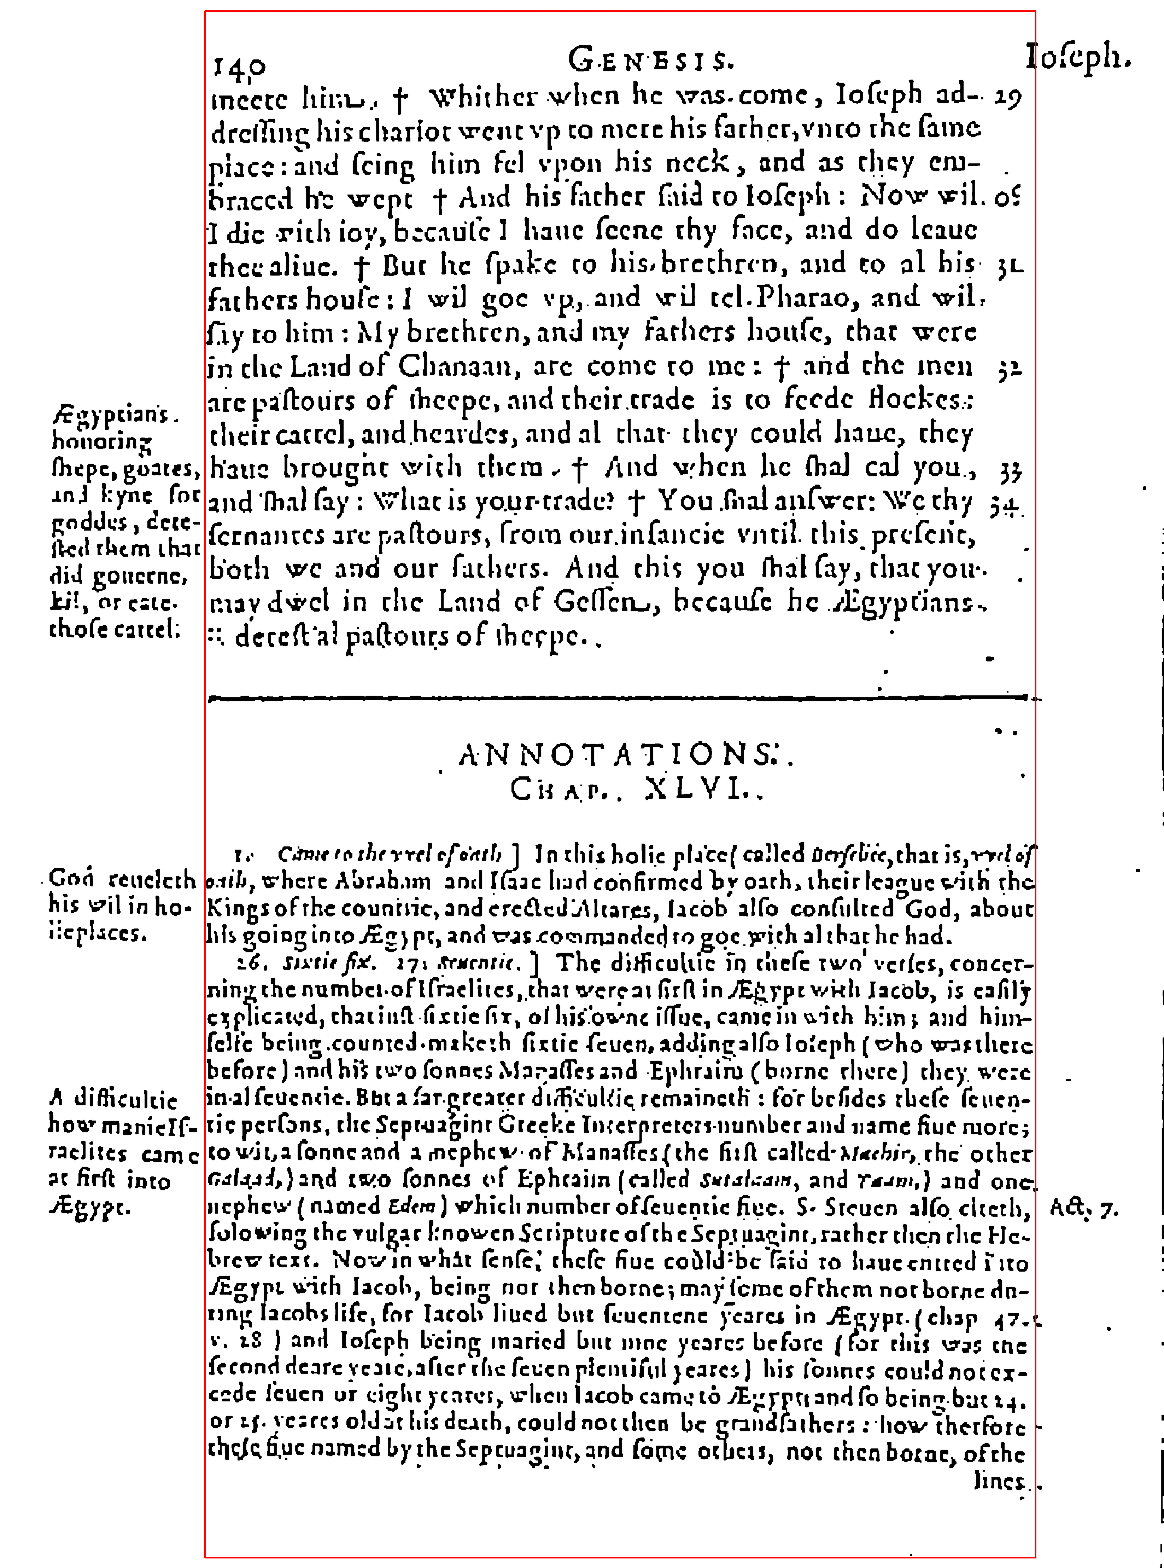 140 GENESIS. Ioſeph.
meete him. † Whither when he was come, Ioſeph ad- 29
dreſſing his chariot went vp to mete his father, vnto the ſame
place: and ſeing him fel vpon his neck, and as they em-
braced he wept † And his father ſaid to Ioſeph: Now wil
I die with ioy, becauſe I haue ſeene thy face, and do leaue
thee aliue. † But he ſpake to his brethren, and to al his 31
fathers houſe: I wil goe vp, and wil tel Pharao, and wil
ſay to him: My brethren, and my fathers houſe, that were
in the Land of Chanaan, are come to me: † and the men 32
are paſtours of ſheepe, and their trade is to feede flockes:
their cattel, and heardes, and al that they could haue, they
haue brought with them. † And when he ſhal cal you, 33
and ſhal ſay: What is your trade? † You ſhal anſwer: We thy 34
ſeruantes are paſtours, from our infancie vntil this preſent,
both we and our fathers. And this you ſhal ſay, that you
may dwel in the Land of Geſſen, becauſe he Ægyptians
:: deteſt al paſtours of ſheepe.
Ægyptians
honoring
ſhepe, goates,
and kyne for
goddes, dete-
ſted them that
did gouerne,
kil, or eate
thoſe cattel:
ANNOTATIONS.
CHAP. XLVI.
1. Came to the vvel of oath ] In this holie place (called Berſebee, that is, vvel of
oath, where Abraham and Iſaac had confirmed by oath, their league with the
Kings of the countrie, and erected Altares, Iacob alſo conſulted God, about
his going into Ægypt, and was commanded to goe with al that he had.
God reueleth
his wil in ho-
lie places.
26. Sixtie ſix. 27. Seuentie. ] The difficultie in theſe two verſes, concer-
ning the number of Iſraelites, that were at firſt in Ægypt with Iacob, is eaſily
explicated, that iuſt ſixtie ſix, of his owne iſſue, came in with him; and him-
ſelfe being counted maketh ſixtie ſeuen, adding alſo Ioſeph (who was there
before) and his two ſonnes Manaſſes and Ephraim (borne there) they were
in al ſeuentie. But a far greater difficultie remaineth: for beſides theſe ſeuen-
tie perſons, the Septuagint Greeke Interpreters number and name fiue more;
to wit, a ſonne and a nephew of Manaſſes (the firſt called Machir, the other
Galaad,) and two ſonnes of Ephraim (called Sutalaam, and Taam,) and one
nephew (named Edem) which number of ſeuentie fiue. S. Steuen alſo citeth, Act. 7.
folowing the vulgar knowen Scripture of the Septuagint, rather then the He-
brew text. Now in what ſenſe theſe fiue could be ſaid to haue entred into
Ægypt with Iacob, being not then borne; may ſome of them not borne du-
ring Iacobs life, for Iacob liued but ſeuentene yeares in Ægypt (chap 47.
v. 28 ) and Ioſeph being maried but nine yeares before (for this was the
ſecond deare yeare, after the ſeuen plentiful yeares) his ſonnes could not ex-
cede ſeuen or eight yeares, when Iacob came to Ægypt and ſo being but 24.
or 25. yeares old at his death, could not then be grandfathers: how therfore
theſe fiue named by the Septuagint, and ſome others, not then borne, of the
lines
A difficultie
how manie Iſ-
raelites came
at firſt into
Ægypt.